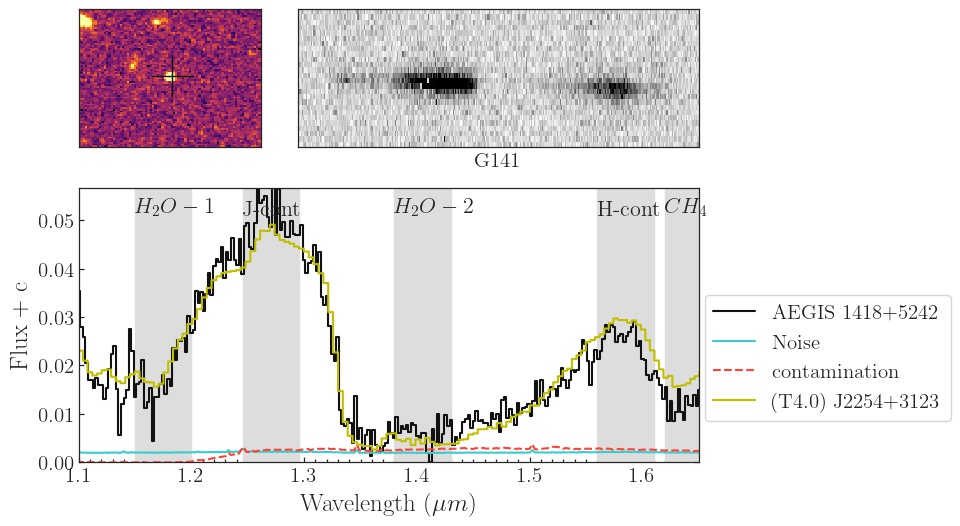 G141
H₂O − 1
J-cont
H₂O − 2
H-cont
CH₄
0.05
0.04
0.03
0.02
0.01
0.00
Flux + c
1.1
1.2
1.3
1.4
1.5
1.6
Wavelength (μm)
AEGIS 1418+5242
Noise
contamination
(T4.0) J2254+3123